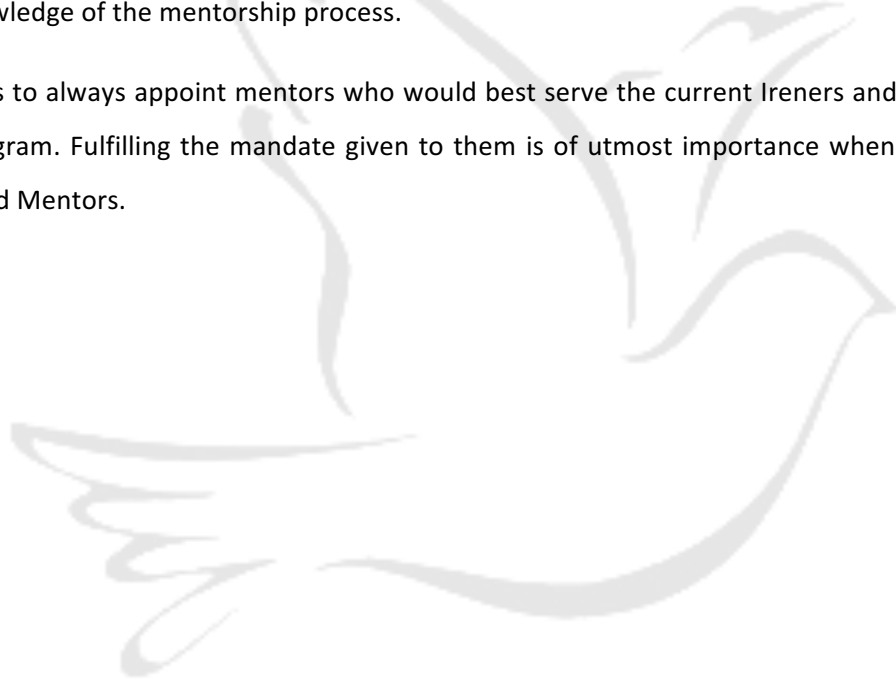 wledge of the mentorship process.
s to always appoint mentors who would best serve the current Ireners and
gram. Fulfilling the mandate given to them is of utmost importance when
d Mentors.